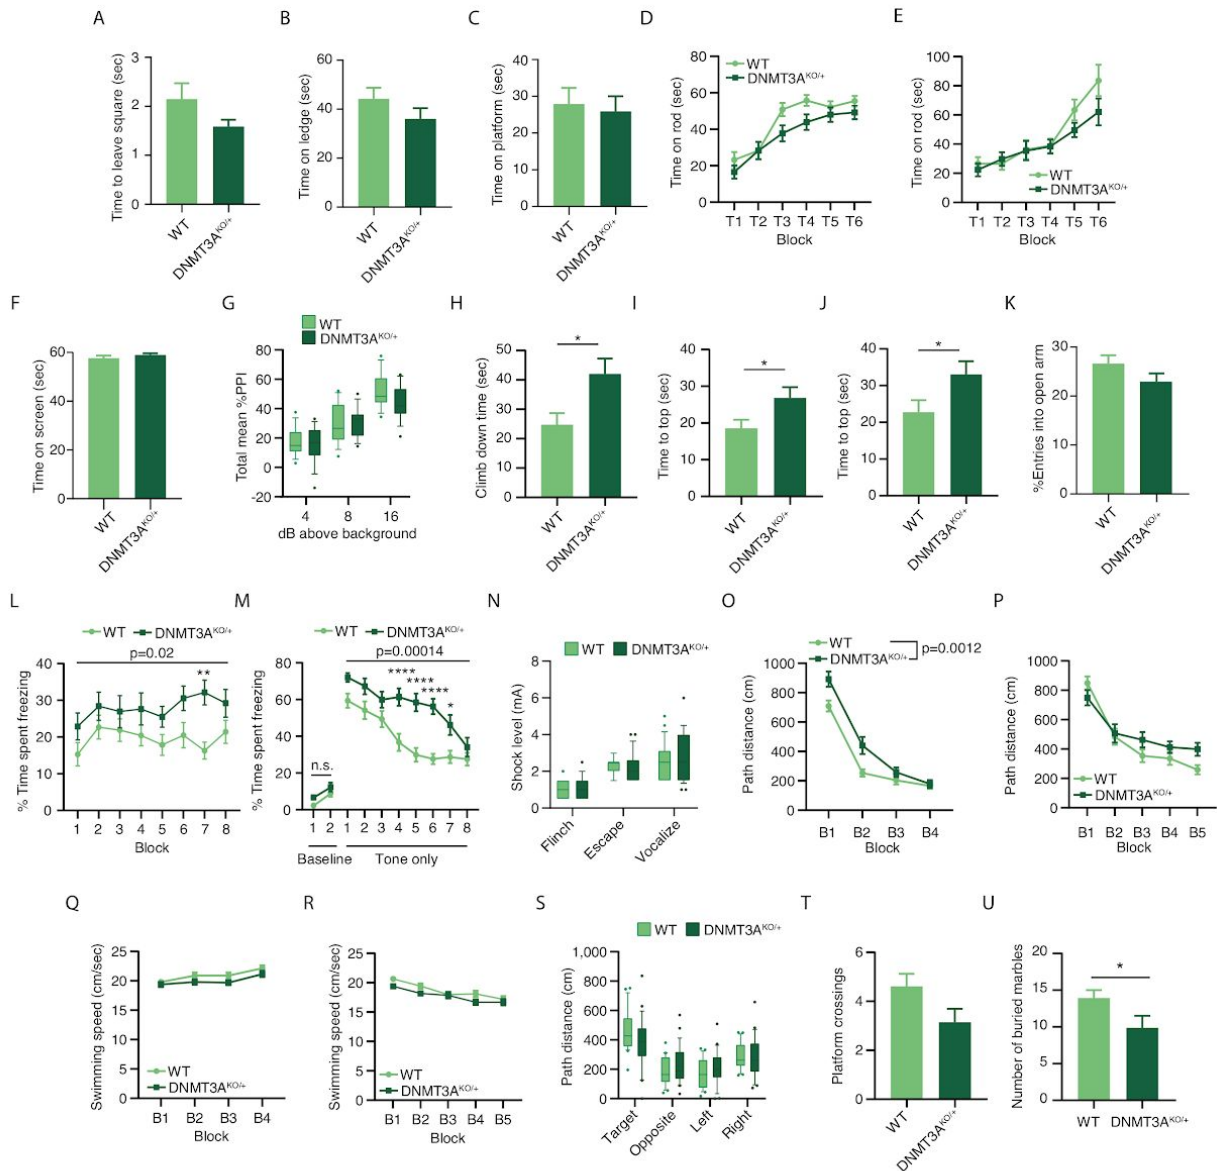 A
Time to leave square (sec)
3
2
1
0
WT
DNMT3A^KO/+
B
Time on ledge (sec)
60
40
20
0
WT
DNMT3A^KO/+
C
Time on platform (sec)
40
30
20
10
0
WT
DNMT3A^KO/+
D
Time on rod (sec)
80
60
40
20
0
WT
DNMT3A^KO/+
T1 T2 T3 T4 T5 T6
Block
E
Time on rod (sec)
100
80
60
40
20
0
WT
DNMT3A^KO/+
T1 T2 T3 T4 T5 T6
Block
F
Time on screen (sec)
60
40
20
0
WT
DNMT3A^KO/+
G
WT
DNMT3A^KO/+
Total mean %PPI
80
60
40
20
0
-20
4 8 16
dB above background
H
Climb down time (sec)
50
40
30
20
10
0
*
WT
DNMT3A^KO/+
I
Time to top (sec)
40
30
20
10
0
*
WT
DNMT3A^KO/+
J
Time to top (sec)
40
30
20
10
0
*
WT
DNMT3A^KO/+
K
%Entries into open arm
30
20
10
0
WT
DNMT3A^KO/+
L
WT DNMT3A^KO/+
p=0.02
**
% Time spent freezing
40
30
20
10
0
1 2 3 4 5 6 7 8
Block
M
WT DNMT3A^KO/+
p=0.00014
****
****
****
*
n.s.
% Time spent freezing
80
60
40
20
0
1 2 1 2 3 4 5 6 7 8
Baseline Tone only
N
WT DNMT3A^KO/+
Shock level (mA)
8
6
4
2
0
Flinch
Escape
Vocalize
O
WT
DNMT3A^KO/+
p=0.0012
Path distance (cm)
1000
800
600
400
200
0
B1 B2 B3 B4
Block
P
Path distance (cm)
1000
800
600
400
200
0
WT
DNMT3A^KO/+
B1 B2 B3 B4 B5
Block
Q
Swimming speed (cm/sec)
25
20
15
10
5
0
WT
DNMT3A^KO/+
B1 B2 B3 B4
Block
R
Swimming speed (cm/sec)
25
20
15
10
5
0
WT
DNMT3A^KO/+
B1 B2 B3 B4 B5
Block
S
WT DNMT3A^KO/+
Path distance (cm)
1,000
800
600
400
200
0
Target
Opposite
Left
Right
T
Platform crossings
6
4
2
0
WT
DNMT3A^KO/+
U
Number of buried marbles
20
15
10
5
0
*
WT DNMT3A^KO/+